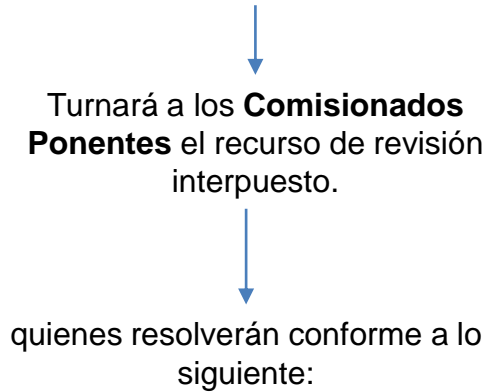 Turnará a los Comisionados
Ponentes el recurso de revisión
interpuesto.
quienes resolverán conforme a lo
siguiente: